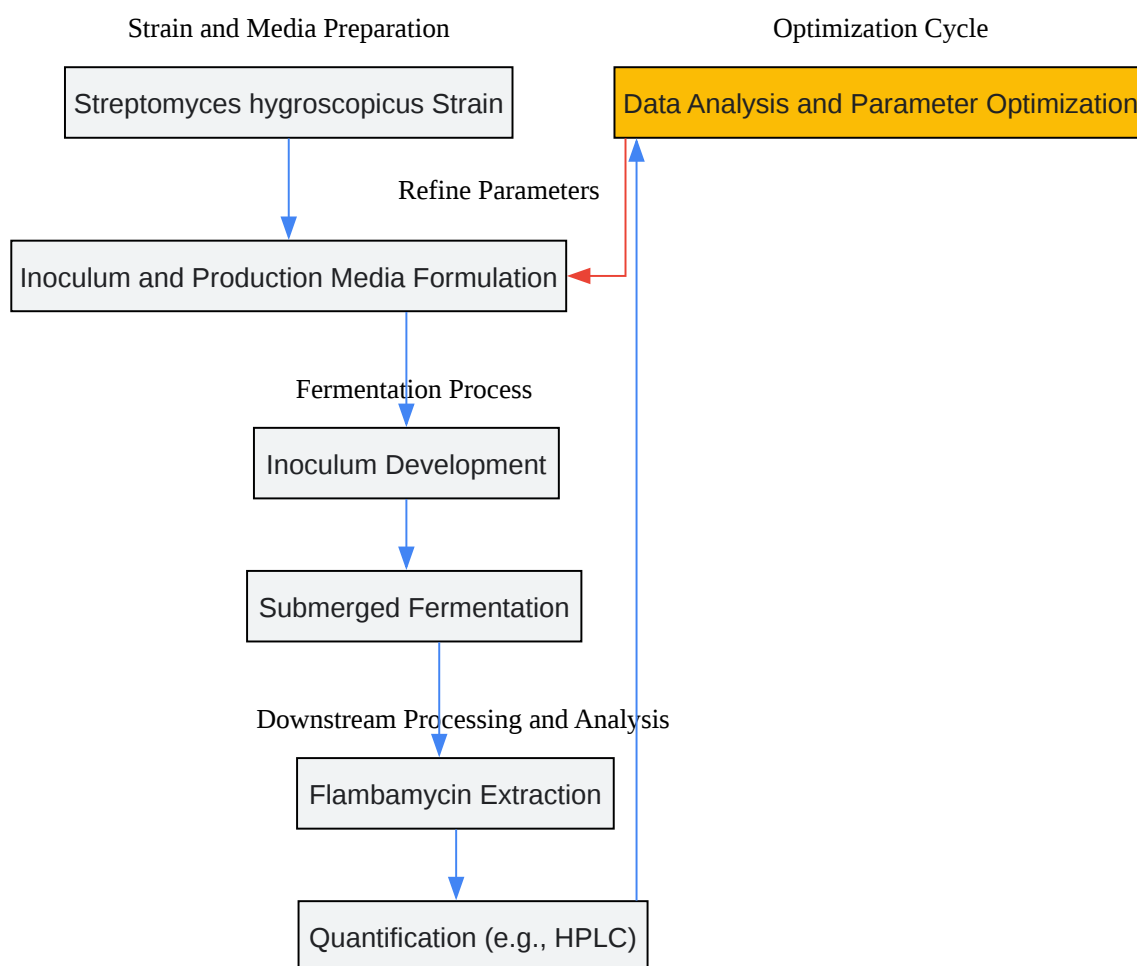 Strain and Media Preparation
Optimization Cycle
Streptomyces hygroscopicus Strain
Data Analysis and Parameter Optimization
Refine Parameters
Inoculum and Production Media Formulation
Fermentation Process
Inoculum Development
Submerged Fermentation
Downstream Processing and Analysis
Flambamycin Extraction
Quantification (e.g., HPLC)